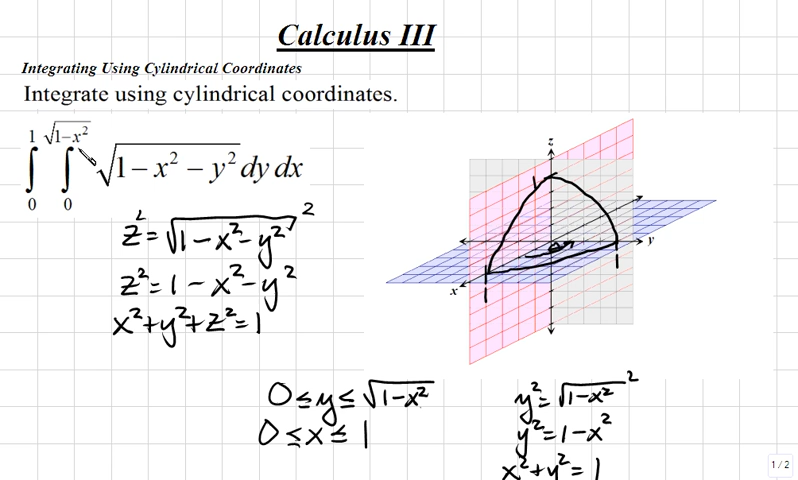 Calculus III
Integrating Using Cylindrical Coordinates
Integrate using cylindrical coordinates.
∫₀¹ ∫₀^√(1−x²) √(1−x²−y²) dy dx
z² = √(1−x²−y²)²
z² = 1−x²−y²
x²+y²+z² = 1
z
y
x
1
1
1
0 ≤ y ≤ √(1−x²)
0 ≤ x ≤ 1
y² = √(1−x²)²
y² = 1−x²
x²+y² = 1
1 / 2